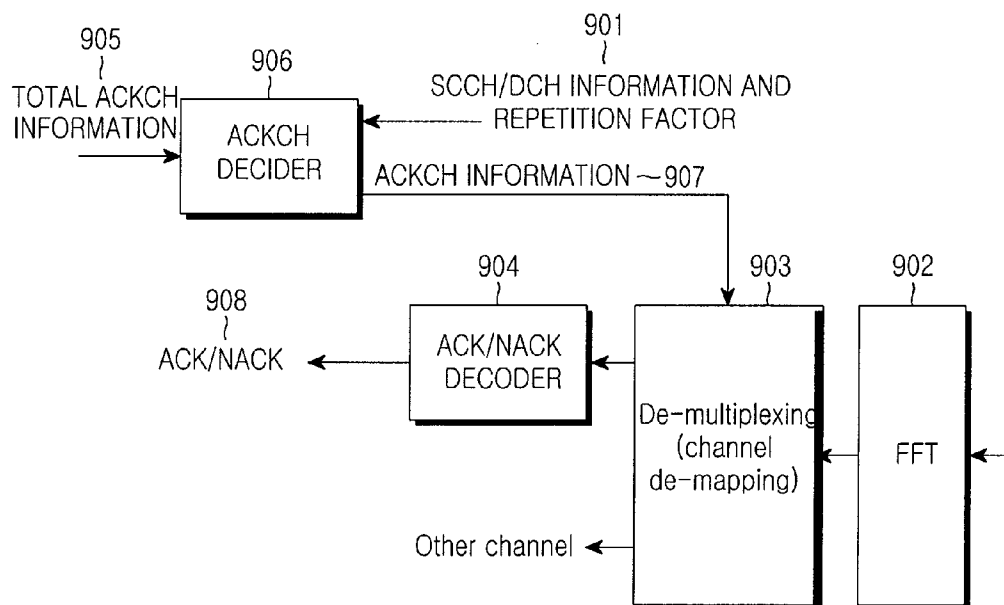 905
TOTAL ACKCH
INFORMATION
906
ACKCH
DECIDER
901
SCCH/DCH INFORMATION AND
REPETITION FACTOR
ACKCH INFORMATION 907
908
ACK/NACK
904
ACK/NACK
DECODER
903
De-multiplexing
(channel
de-mapping)
902
FFT
Other channel